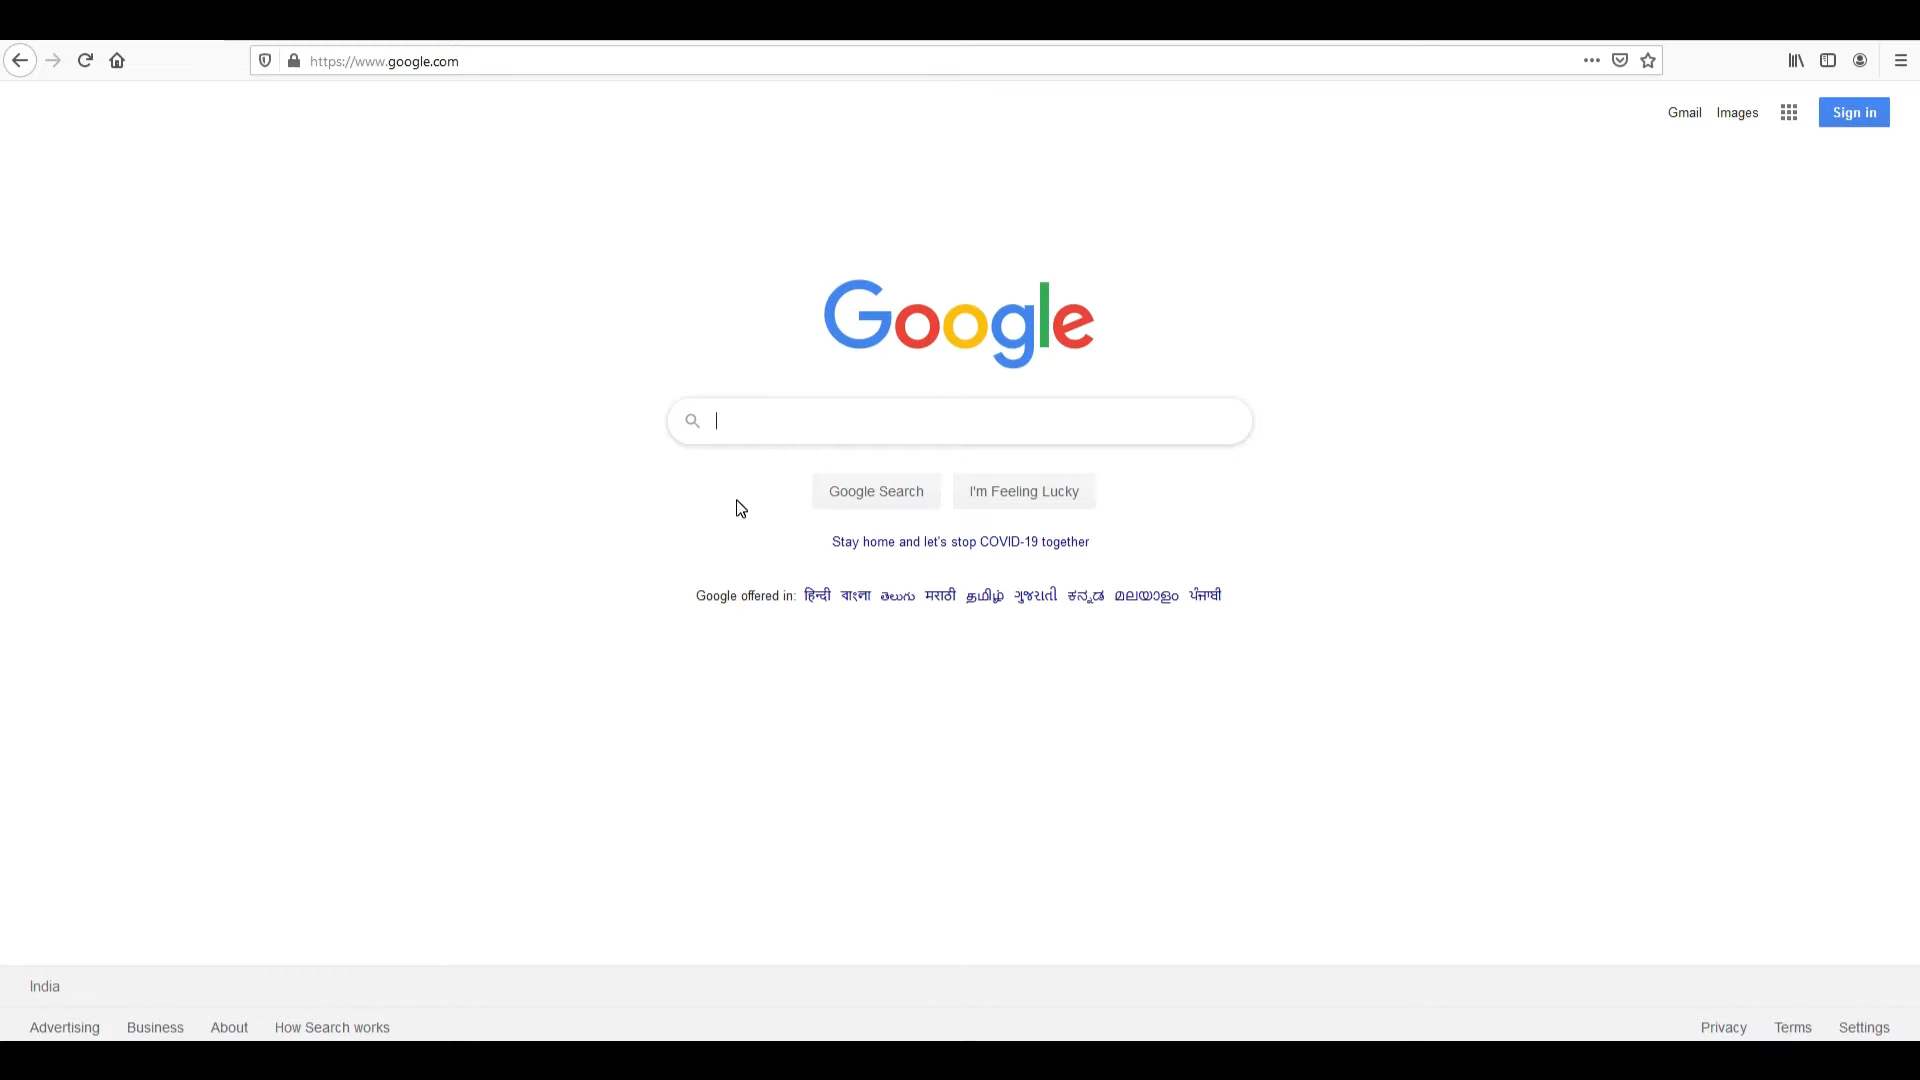 https://www.google.com
Gmail Images Sign in
Google
Google Search I'm Feeling Lucky
Stay home and let's stop COVID-19 together
Google offered in: हिन्दी বাংলা తెలుగు मराठी தமிழ் ગુજરાતી ಕನ್ನಡ മലയാളം ਪੰਜਾਬੀ
India
Advertising Business About How Search works Privacy Terms Settings